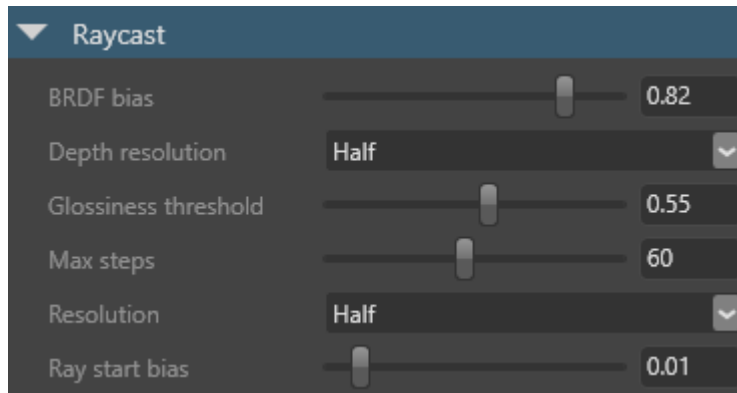 Raycast
BRDF bias 0.82
Depth resolution Half
Glossiness threshold 0.55
Max steps 60
Resolution Half
Ray start bias 0.01